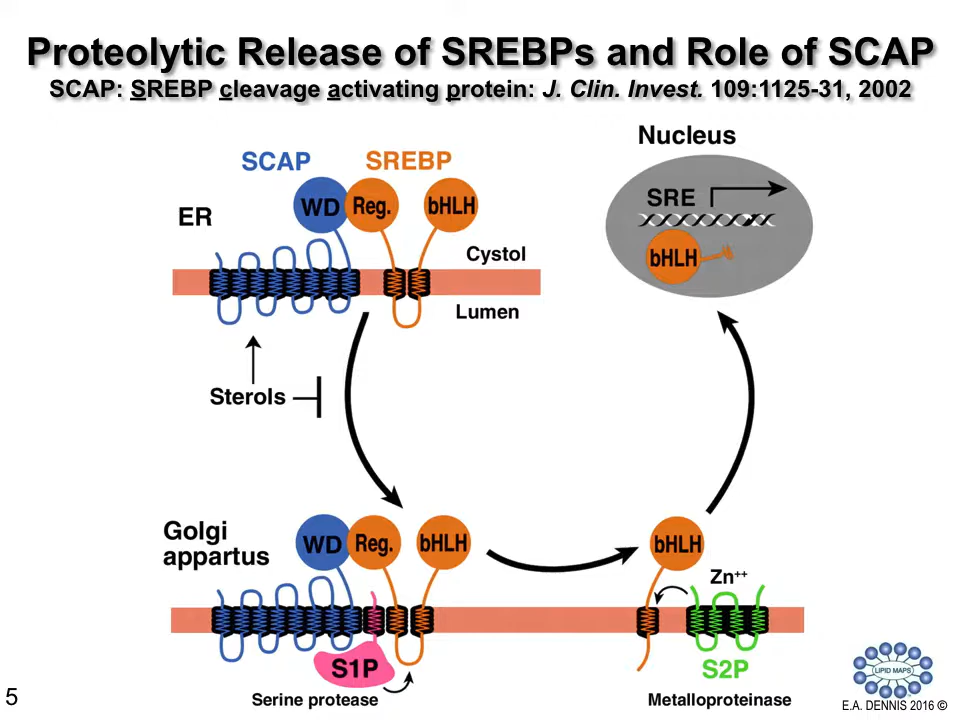 Proteolytic Release of SREBPs and Role of SCAP
SCAP: SREBP cleavage activating protein: J. Clin. Invest. 109:1125-31, 2002
Nucleus
SCAP
SREBP
SRE
ER
WD
Reg.
bHLH
Cystol
bHLH
Lumen
Sterols
Golgi
appartus
WD
Reg.
bHLH
bHLH
Zn++
S1P
S2P
Serine protease
Metalloproteinase
LIPID MAPS
5
E.A. DENNIS 2016 ©